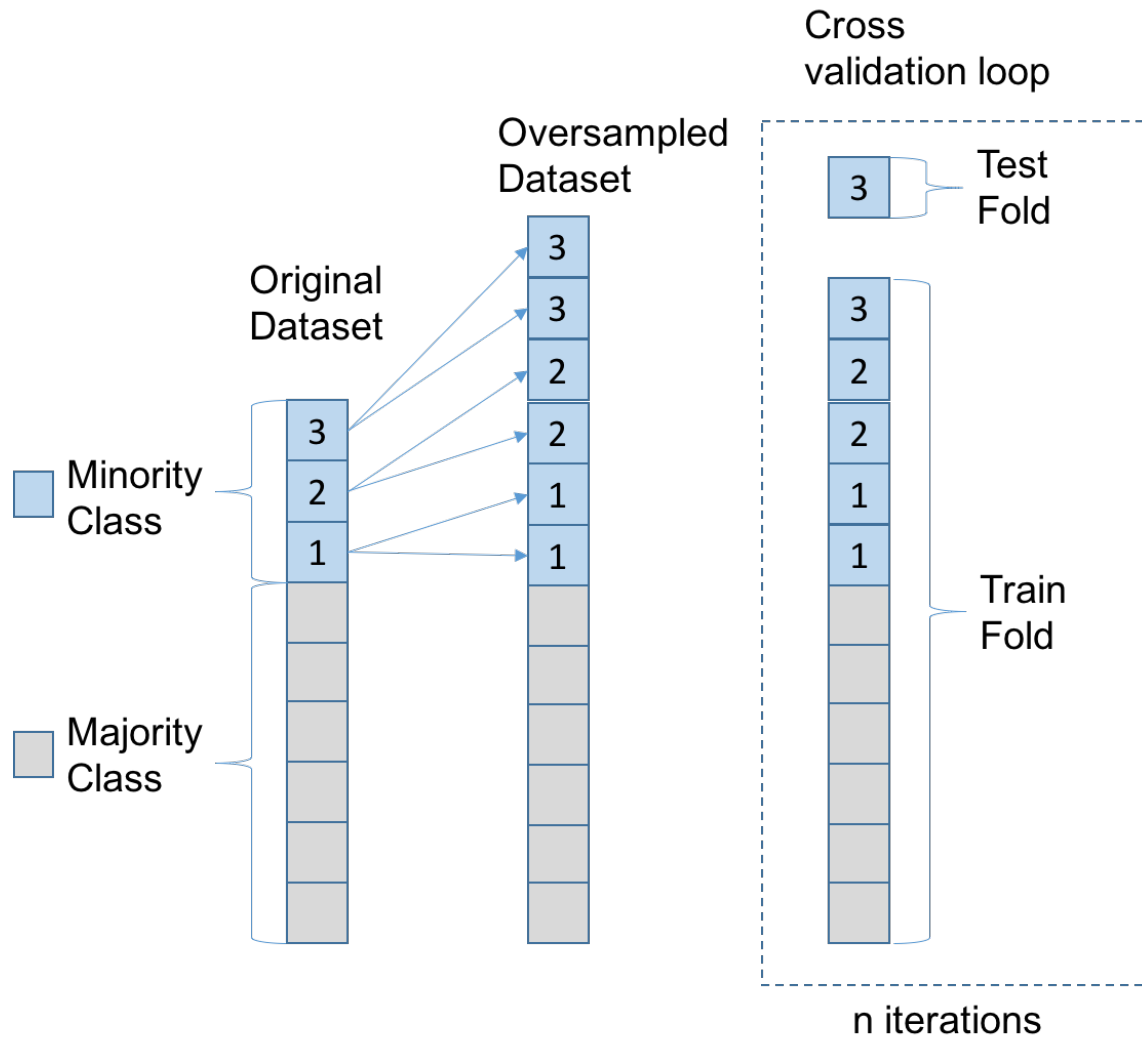 Cross
validation loop
Oversampled
Dataset
Test
Fold
3
Original
Dataset
3
3
2
2
1
1
3
2
1
3
2
2
1
1
Minority
Class
Majority
Class
Train
Fold
n iterations